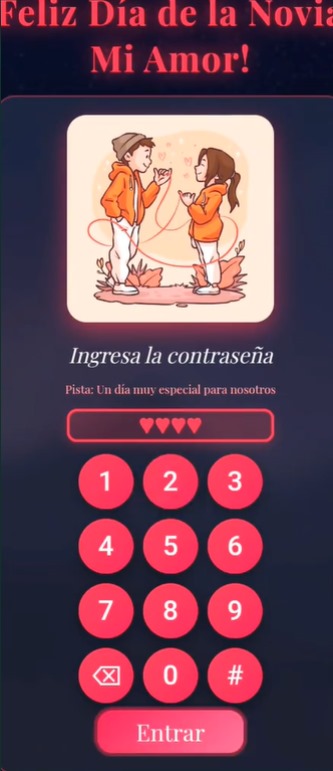 Feliz Día de la Novia
Mi Amor!
Ingresa la contraseña
Pista: Un día muy especial para nosotros
♥♥♥♥
1 2 3
4 5 6
7 8 9
0 #
Entrar